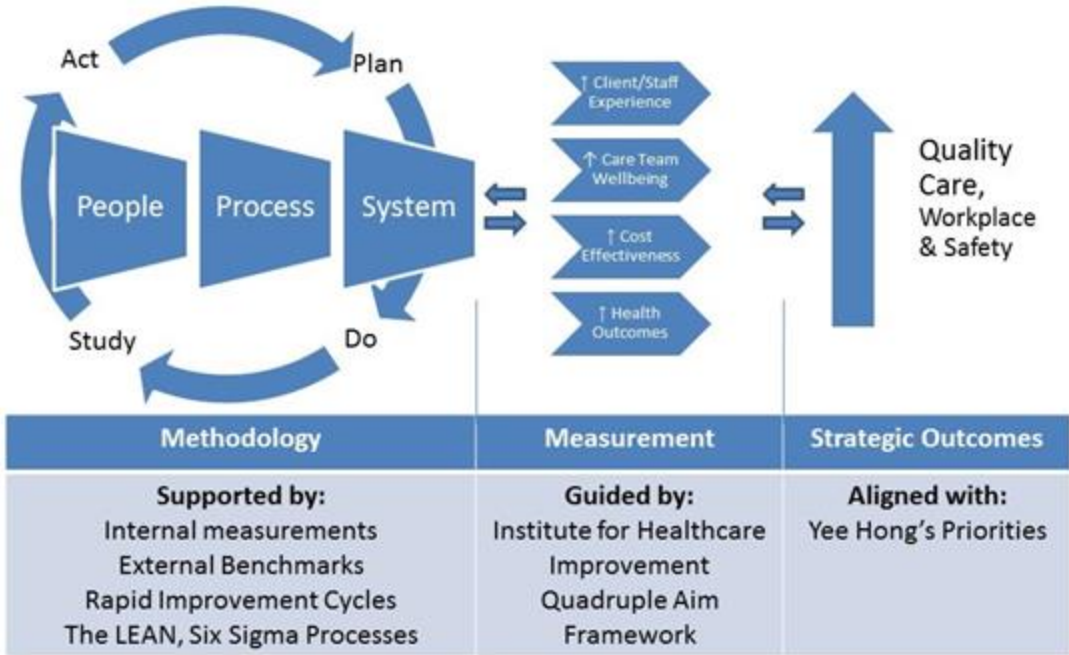 Act
Plan
People
Process
System
Study
Do
↑ Client/Staff
Experience
↑ Care Team
Wellbeing
↑ Cost
Effectiveness
↑ Health
Outcomes
Quality
Care,
Workplace
& Safety
Methodology
Measurement
Strategic Outcomes
Supported by:
Internal measurements
External Benchmarks
Rapid Improvement Cycles
The LEAN, Six Sigma Processes
Guided by:
Institute for Healthcare
Improvement
Quadruple Aim
Framework
Aligned with:
Yee Hong's Priorities